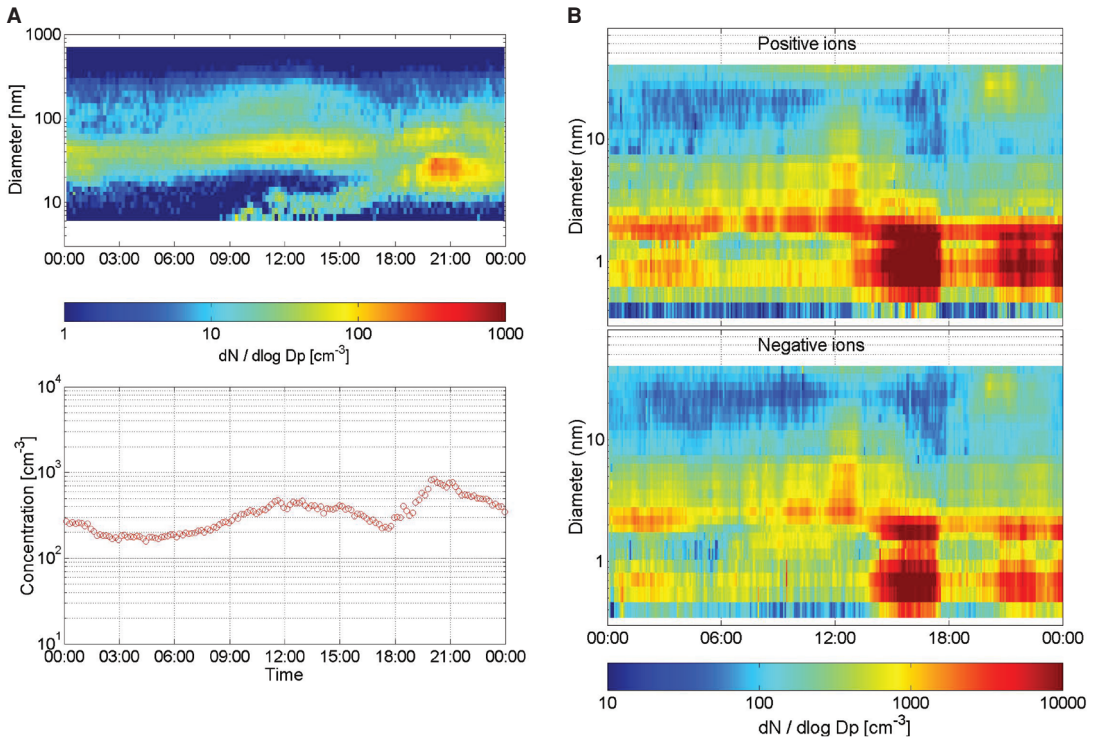 A
1000
100
10
Diameter [nm]
00:00 03:00 06:00 09:00 12:00 15:00 18:00 21:00 00:00
1 10 100 1000
dN / dlog Dp [cm⁻³]
10⁴
10³
10²
10¹
Concentration [cm⁻³]
00:00 03:00 06:00 09:00 12:00 15:00 18:00 21:00 00:00
Time
B
Positive ions
10
1
Diameter (nm)
Negative ions
10
1
Diameter (nm)
00:00 06:00 12:00 18:00 00:00
10 100 1000 10000
dN / dlog Dp [cm⁻³]